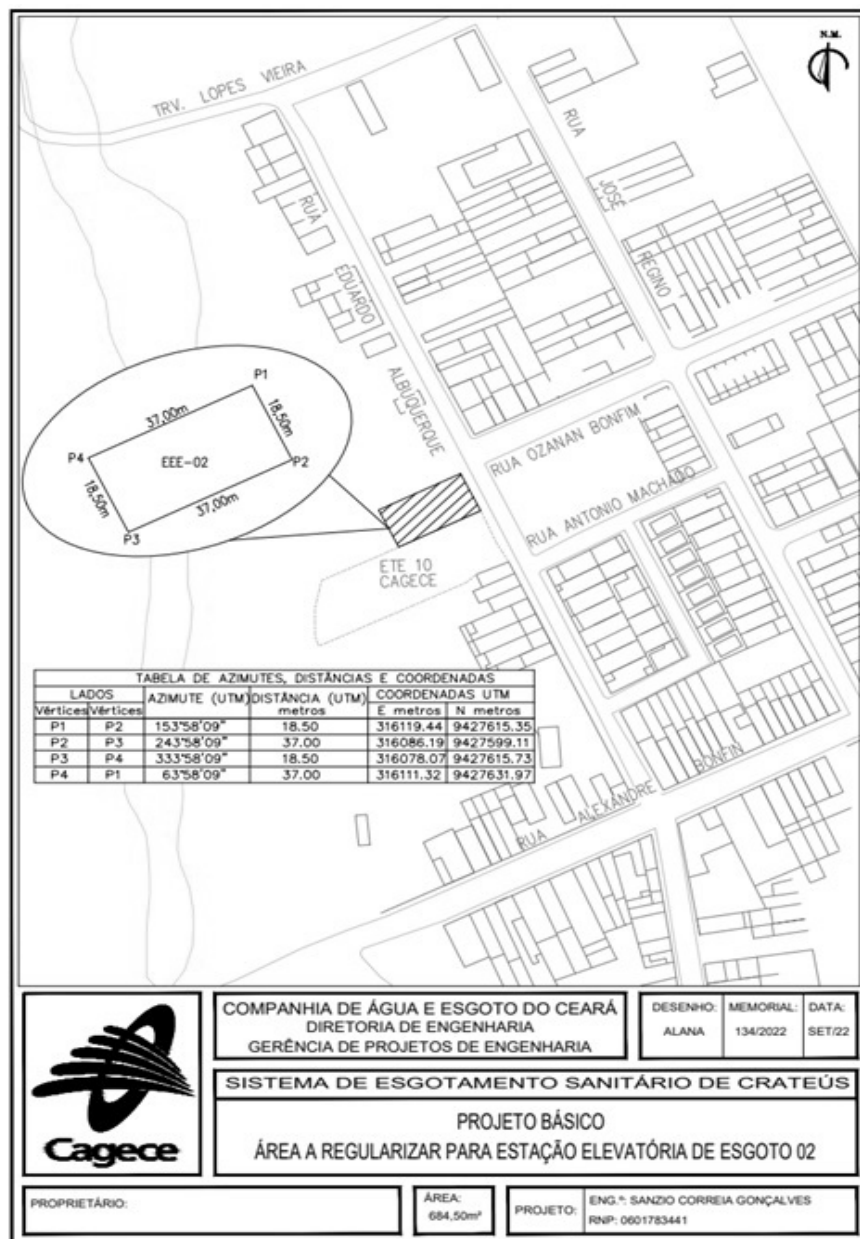 N.M.
TRV. LOPES VIEIRA
RUA JOSÉ REGINO
RUA EDUARDO ALBUQUERQUE
P1
37,00m
18,50m
P4
EEE-02
P2
18,50m
37,00m
P3
RUA OZANAN BONFIM
RUA ANTONIO MACHADO
ETE 10
CAGECE
TABELA DE AZIMUTES, DISTÂNCIAS E COORDENADAS
LADOS AZIMUTE (UTM) DISTÂNCIA (UTM) COORDENADAS UTM
Vértices Vértices metros E metros N metros
P1 P2 153°58'09" 18.50 316119.44 9427615.35
P2 P3 243°58'09" 37.00 316086.19 9427599.11
P3 P4 333°58'09" 18.50 316078.07 9427615.73
P4 P1 63°58'09" 37.00 316111.32 9427631.97
RUA ALEXANDRE BONFIN
Cagece
COMPANHIA DE ÁGUA E ESGOTO DO CEARÁ
DIRETORIA DE ENGENHARIA
GERÊNCIA DE PROJETOS DE ENGENHARIA
DESENHO: MEMORIAL: DATA:
ALANA 134/2022 SET/22
SISTEMA DE ESGOTAMENTO SANITÁRIO DE CRATEÚS
PROJETO BÁSICO
ÁREA A REGULARIZAR PARA ESTAÇÃO ELEVATÓRIA DE ESGOTO 02
PROPRIETÁRIO:
ÁREA:
684,50m²
PROJETO:
ENG.º: SANZIO CORREIA GONÇALVES
RNP: 0601783441